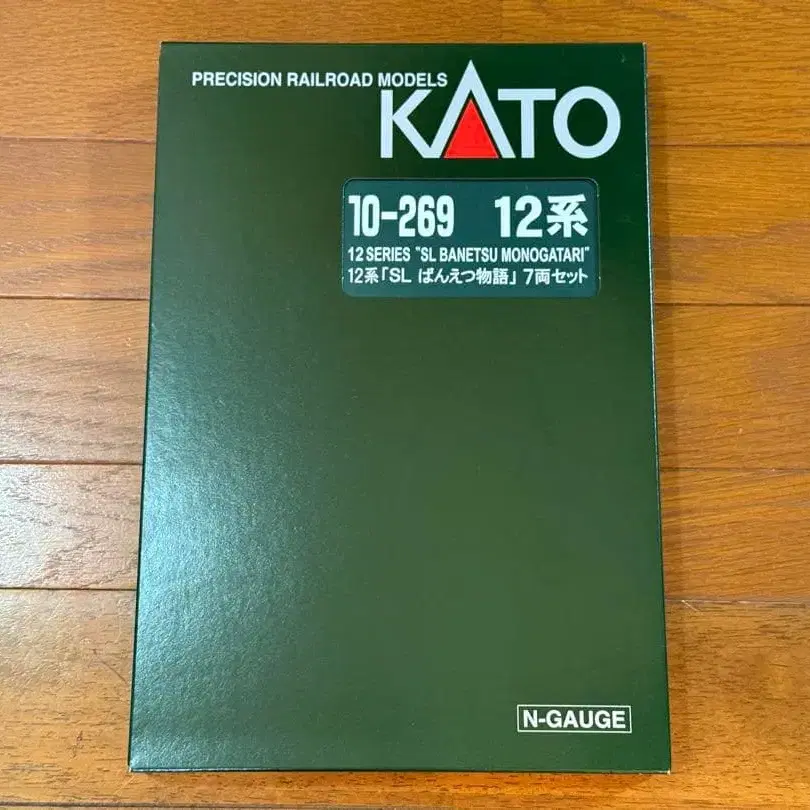 PRECISION RAILROAD MODELS
KATO
10-269 12系
12 SERIES "SL BANETSU MONOGATARI"
12系「SL ばんえつ物語」7両セット
N-GAUGE